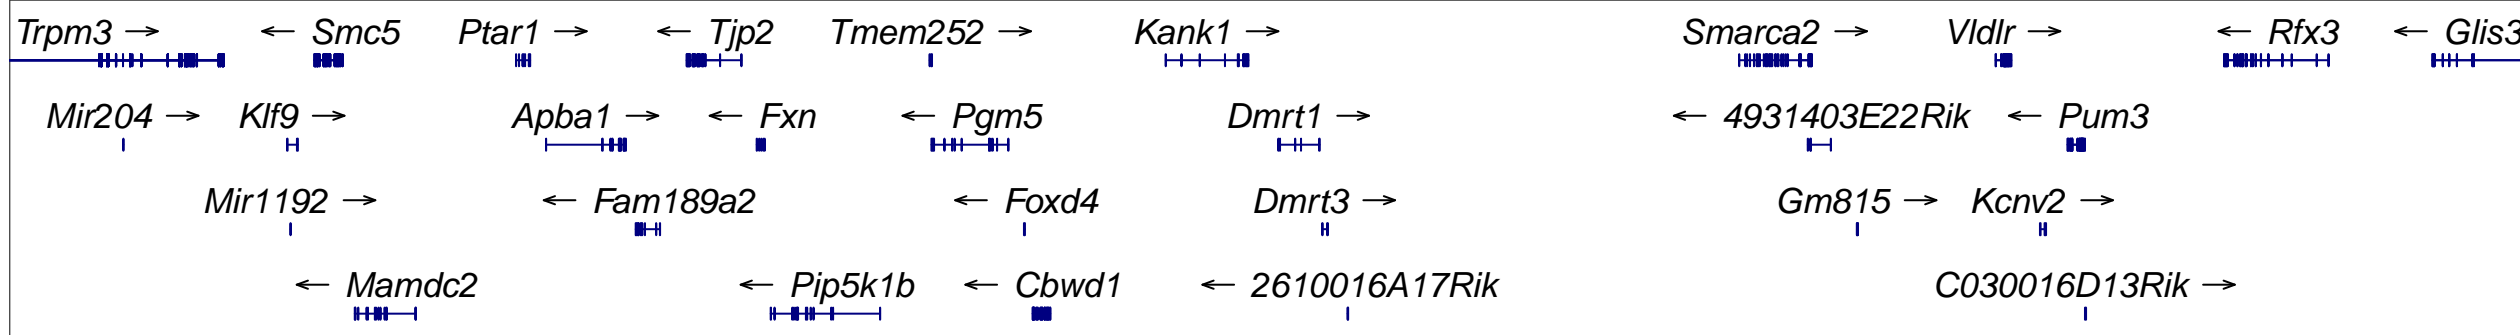 Trpm3 → ← Smc5 Ptar1 → ← Tjp2 Tmem252 → Kank1 → Smarca2 → Vldlr → ← Rfx3 ← Glis3
Mir204 → Klf9 → Apba1 → ← Fxn ← Pgm5 Dmrt1 → ← 4931403E22Rik ← Pum3
Mir1192 → ← Fam189a2 ← Foxd4 Dmrt3 → Gm815 → Kcnv2 →
← Mamdc2 ← Pip5k1b ← Cbwd1 ← 2610016A17Rik C030016D13Rik →